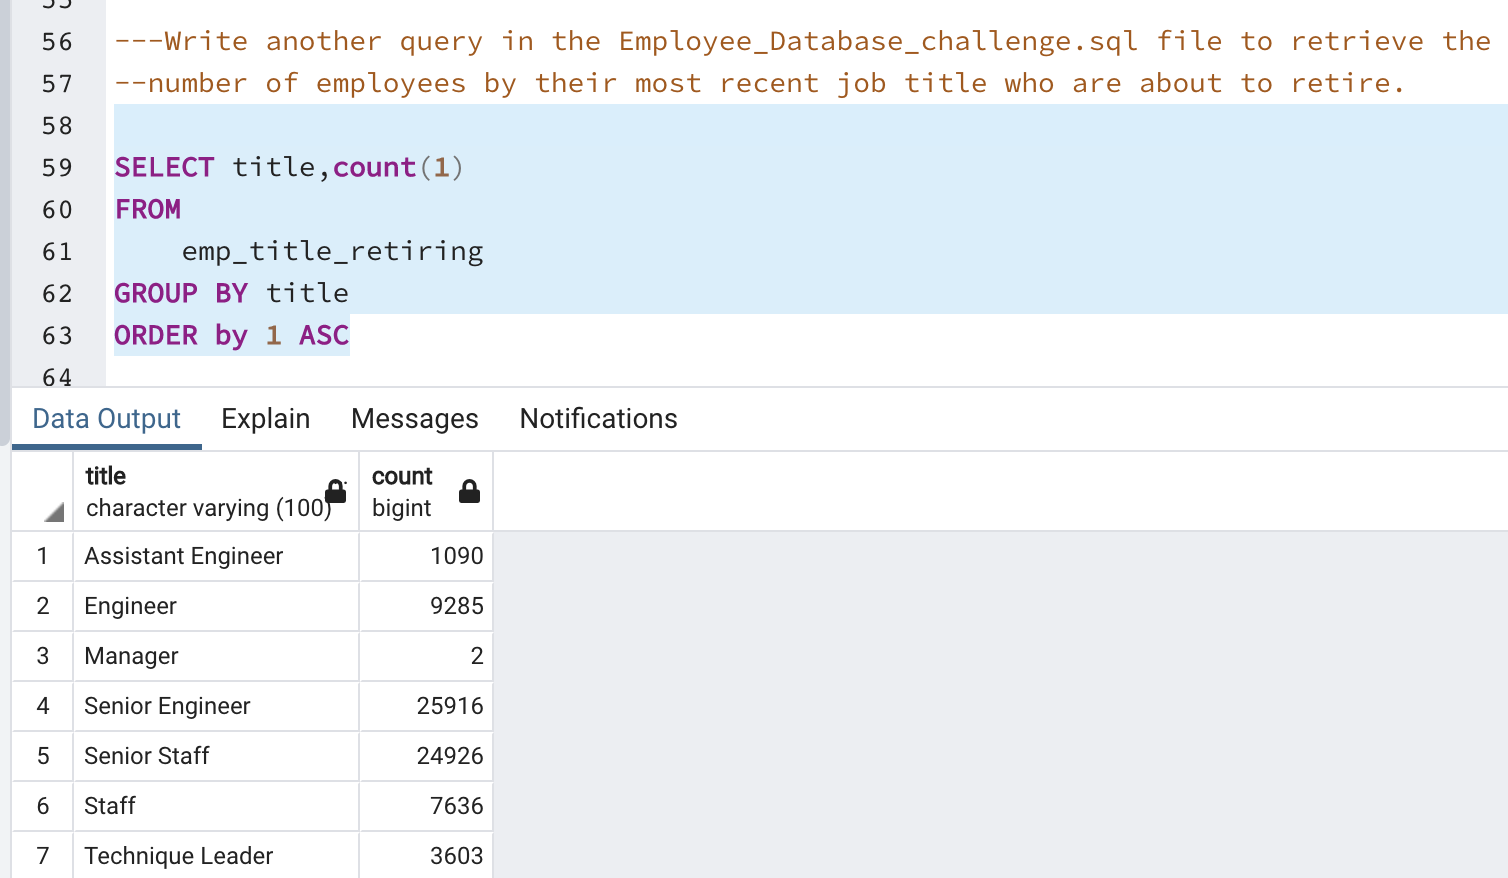 55
56 ---Write another query in the Employee_Database_challenge.sql file to retrieve the
57 --number of employees by their most recent job title who are about to retire.
58
59 SELECT title,count(1)
60 FROM
61     emp_title_retiring
62 GROUP BY title
63 ORDER by 1 ASC
64
Data Output Explain Messages Notifications
title count
character varying (100) bigint
1 Assistant Engineer 1090
2 Engineer 9285
3 Manager 2
4 Senior Engineer 25916
5 Senior Staff 24926
6 Staff 7636
7 Technique Leader 3603